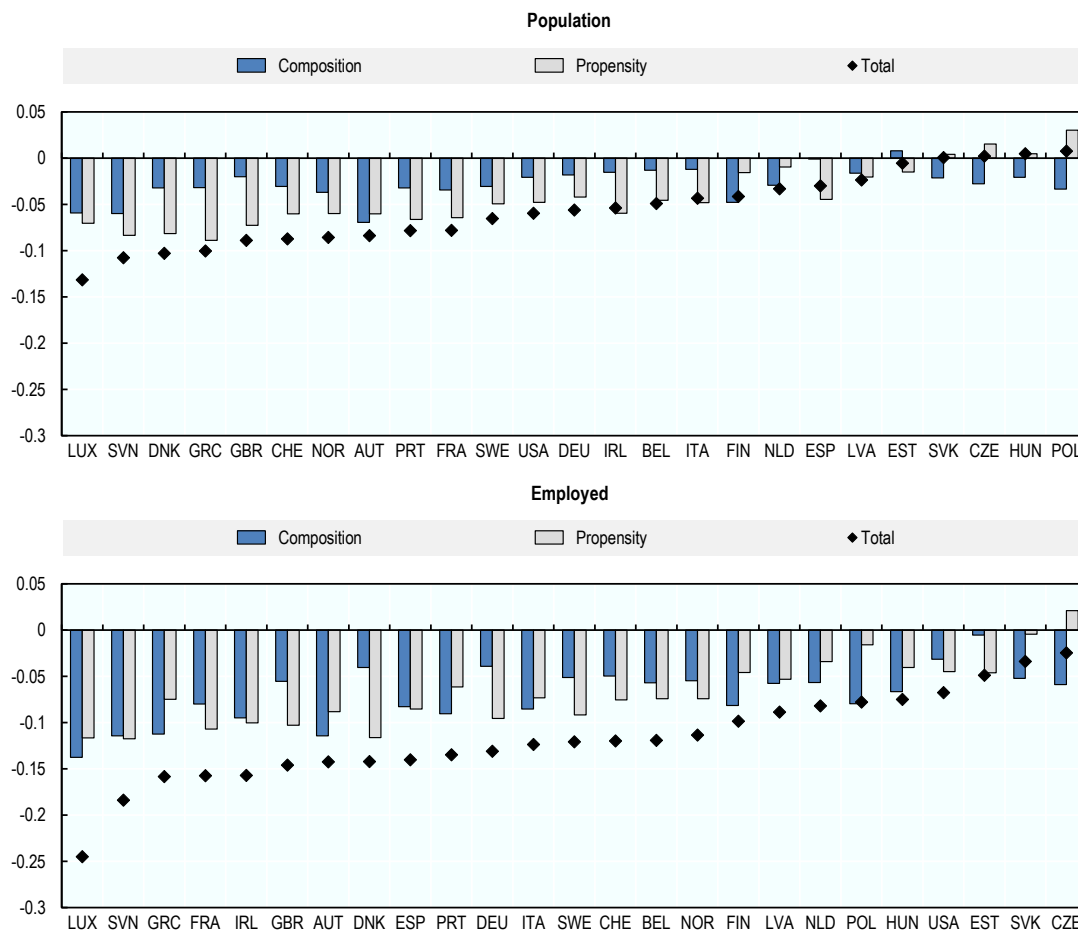 Population
Composition Propensity Total
0.05
0
-0.05
-0.1
-0.15
-0.2
-0.25
-0.3
LUX SVN DNK GRC GBR CHE NOR AUT PRT FRA SWE USA DEU IRL BEL ITA FIN NLD ESP LVA EST SVK CZE HUN POL
Employed
Composition Propensity Total
0.05
0
-0.05
-0.1
-0.15
-0.2
-0.25
-0.3
LUX SVN GRC FRA IRL GBR AUT DNK ESP PRT DEU ITA SWE CHE BEL NOR FIN LVA NLD POL HUN USA EST SVK CZE